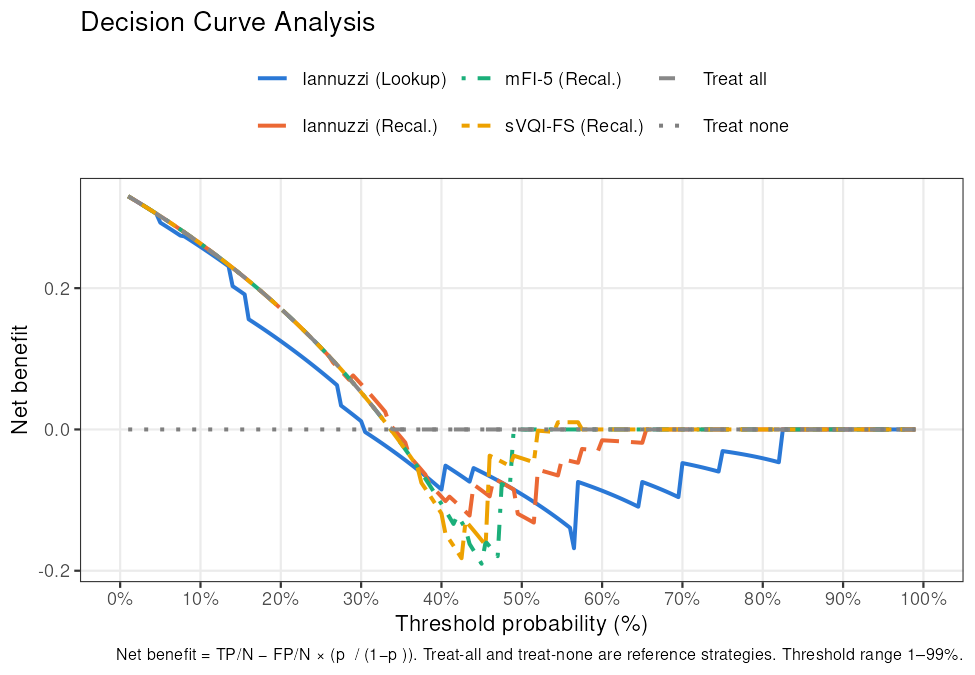 Decision Curve Analysis
Iannuzzi (Lookup) mFI-5 (Recal.) Treat all
Iannuzzi (Recal.) sVQI-FS (Recal.) Treat none
Net benefit
0.2
0.0
-0.2
0% 10% 20% 30% 40% 50% 60% 70% 80% 90% 100%
Threshold probability (%)
Net benefit = TP/N − FP/N × (p / (1−p )). Treat-all and treat-none are reference strategies. Threshold range 1–99%.